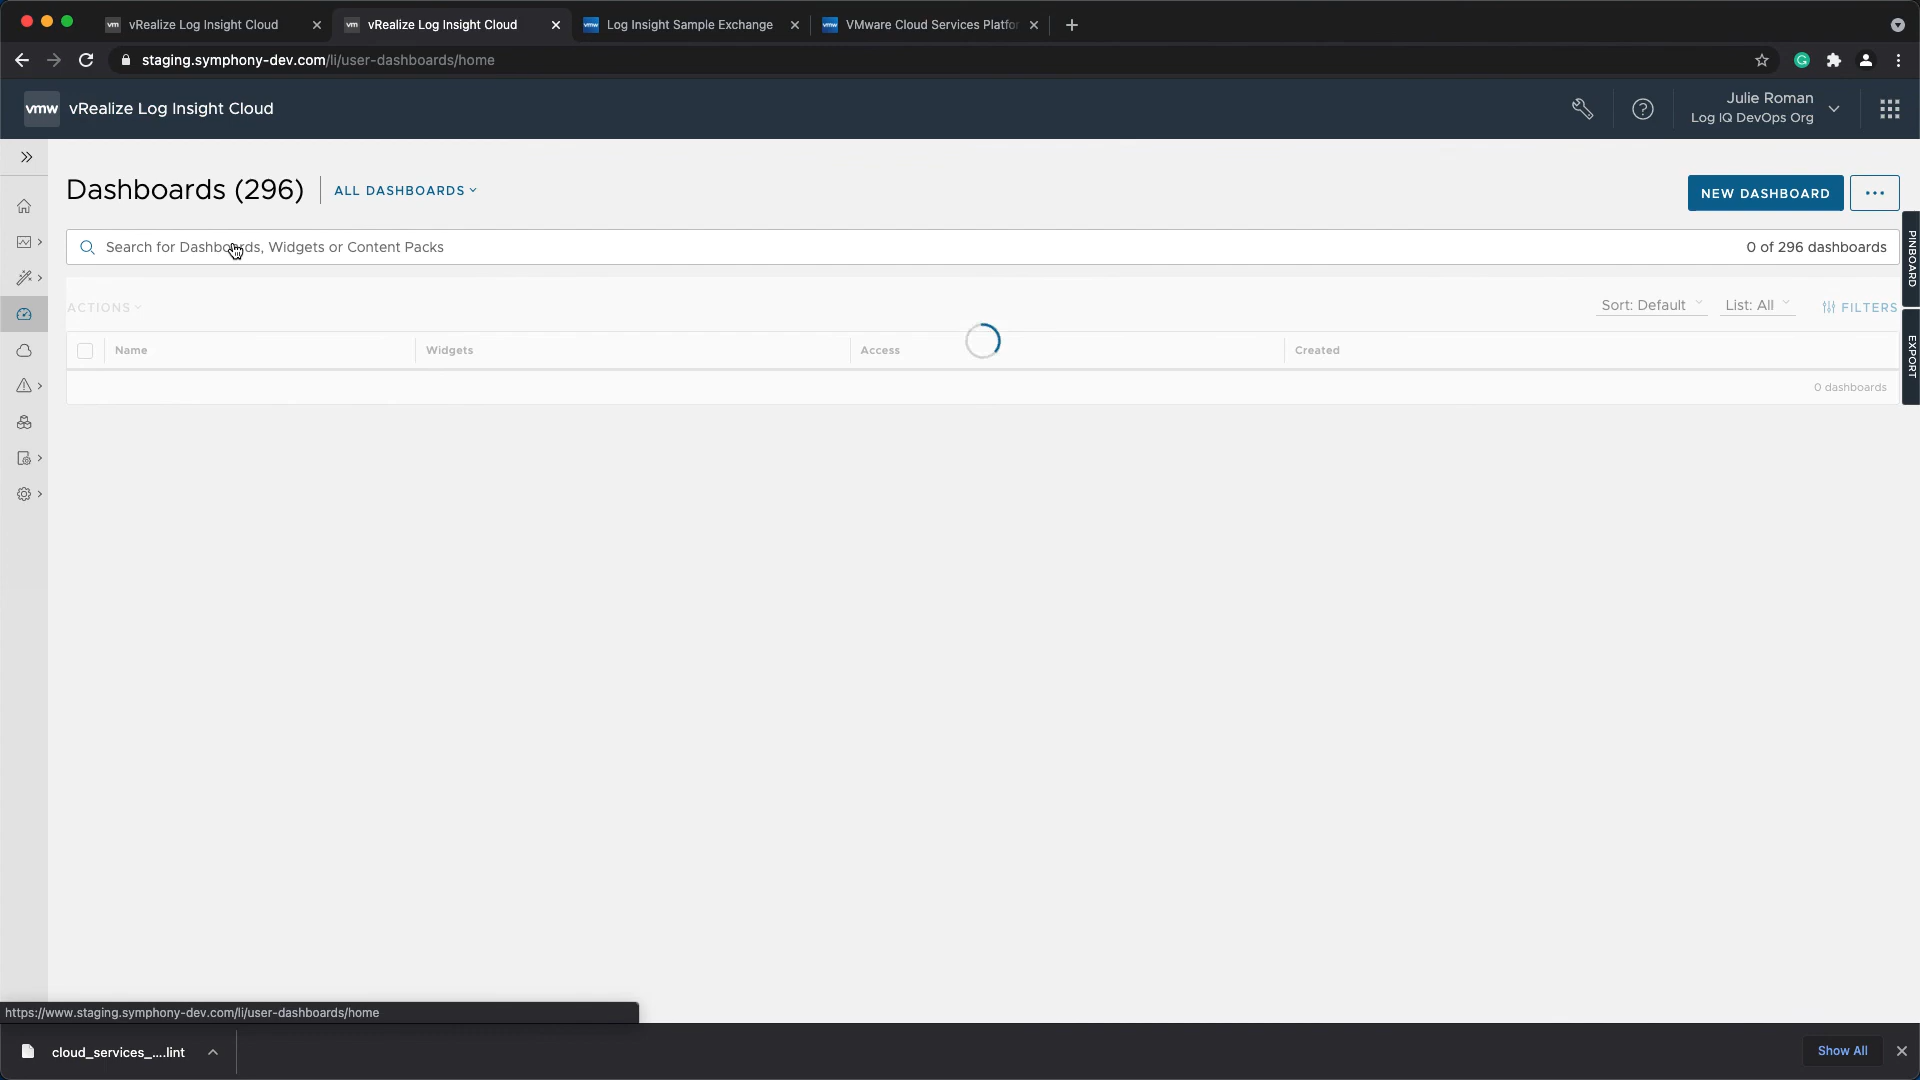 vm vRealize Log Insight Cloud
vm vRealize Log Insight Cloud
vmw Log Insight Sample Exchange
vmw VMware Cloud Services Platfor
staging.symphony-dev.com/li/user-dashboards/home
vmw vRealize Log Insight Cloud
Julie Roman
Log IQ DevOps Org
Dashboards (296)
ALL DASHBOARDS
NEW DASHBOARD
Search for Dashboards, Widgets or Content Packs
0 of 296 dashboards
PINBOARD
ACTIONS
Sort: Default
List: All
FILTERS
EXPORT
Name Widgets Access Created
0 dashboards
https://www.staging.symphony-dev.com/li/user-dashboards/home
cloud_services_....lint
Show All